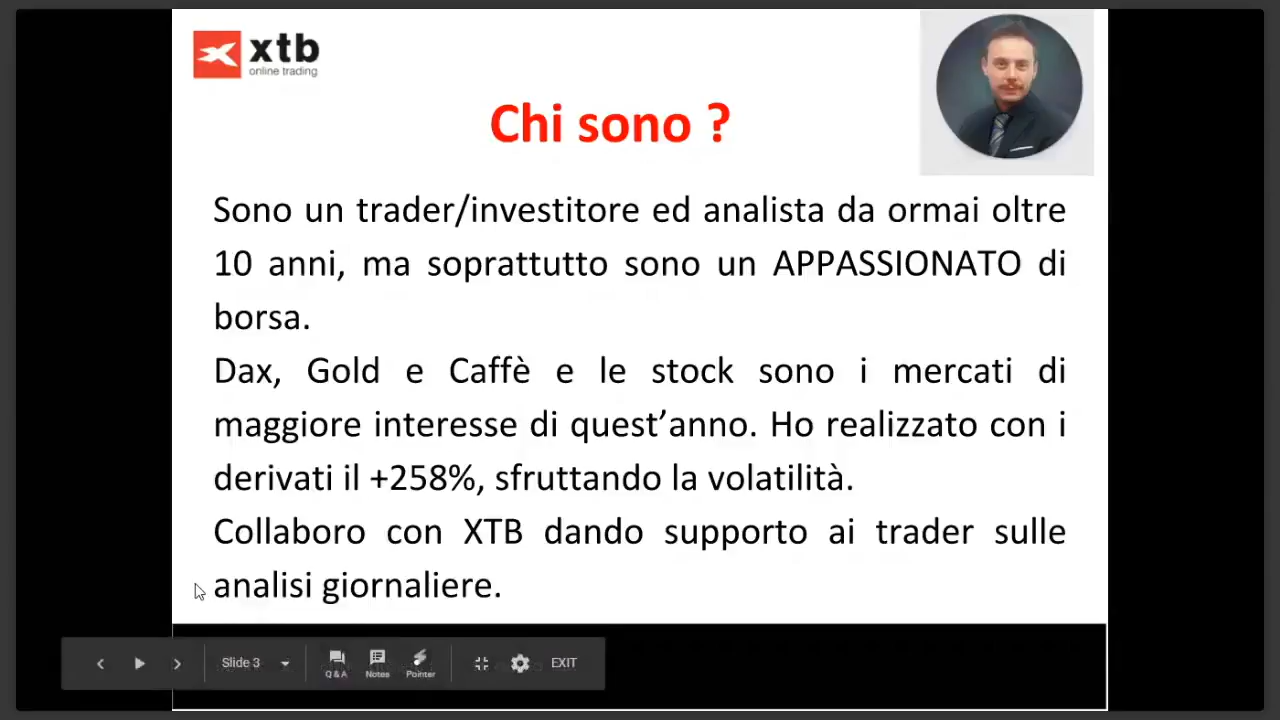 xtb
online trading
Chi sono ?
Sono un trader/investitore ed analista da ormai oltre
10 anni, ma soprattutto sono un APPASSIONATO di
borsa.
Dax, Gold e Caffè e le stock sono i mercati di
maggiore interesse di quest’anno. Ho realizzato con i
derivati il +258%, sfruttando la volatilità.
Collaboro con XTB dando supporto ai trader sulle
analisi giornaliere.
Slide 3
Q & A
Notes
Pointer
EXIT